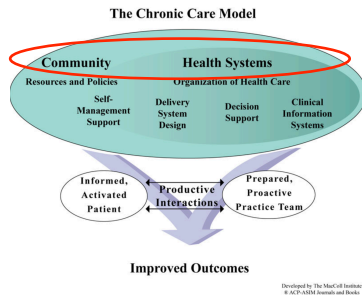 The Chronic Care Model
Community
Health Systems
Resources and Policies
Organization of Health Care
Self-
Management
Support
Delivery
System
Design
Decision
Support
Clinical
Information
Systems
Informed,
Activated
Patient
Productive
Interactions
Prepared,
Proactive
Practice Team
Improved Outcomes
Developed by The MacColl Institute
® ACP-ASIM Journals and Books